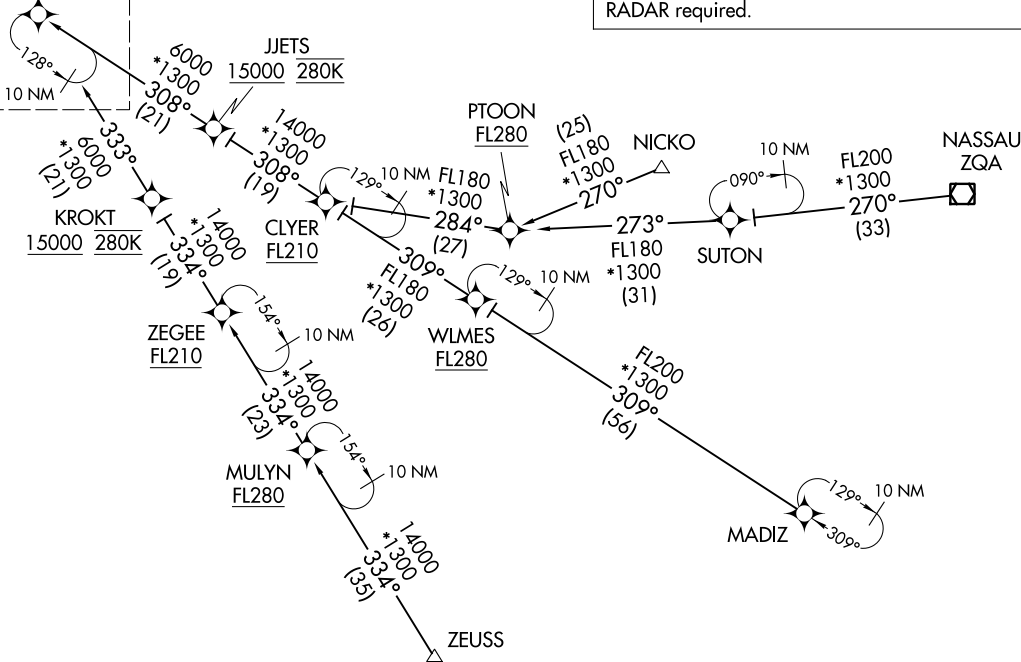 RADAR required.
128°
10 NM
6000
*1300
308°
(21)
JJETS
15000 280K
14000
*1300
308°
(19)
PTOON
FL280
(25)
FL180
*1300
270°
NICKO
10 NM
090°
FL200
*1300
270°
(33)
NASSAU
ZQA
333°
6000
*1300
(21)
KROKT
15000 280K
129°
10 NM
CLYER
FL210
FL180
*1300
284°
(27)
273°
FL180
*1300
(31)
SUTON
14000
*1300
334°
(19)
309°
FL180
*1300
(26)
129°
10 NM
WLMES
FL280
154°
10 NM
ZEGEE
FL210
14000
*1300
334°
(23)
FL200
*1300
309°
(56)
154°
10 NM
MULYN
FL280
129°
10 NM
309°
MADIZ
14000
*1300
334°
(35)
ZEUSS